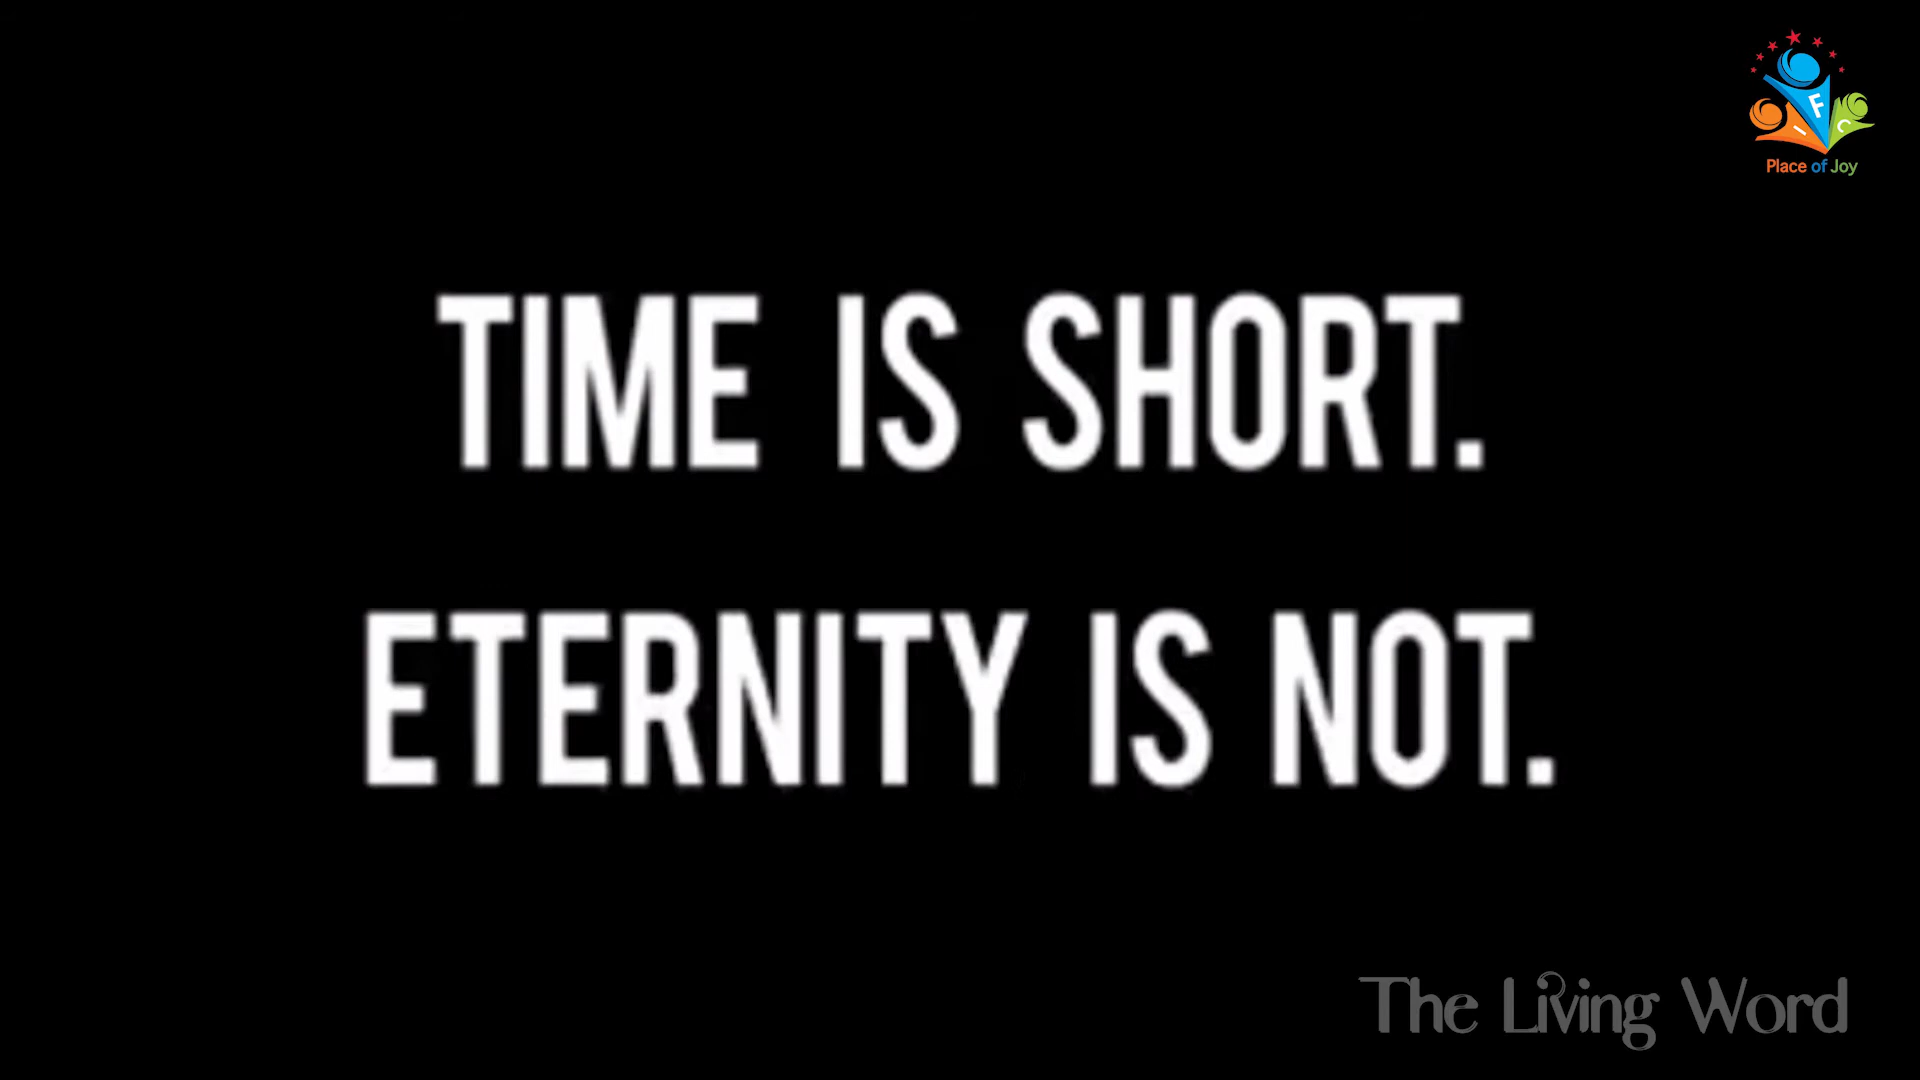 I F C
Place of Joy
TIME IS SHORT.
ETERNITY IS NOT.
The Living Word